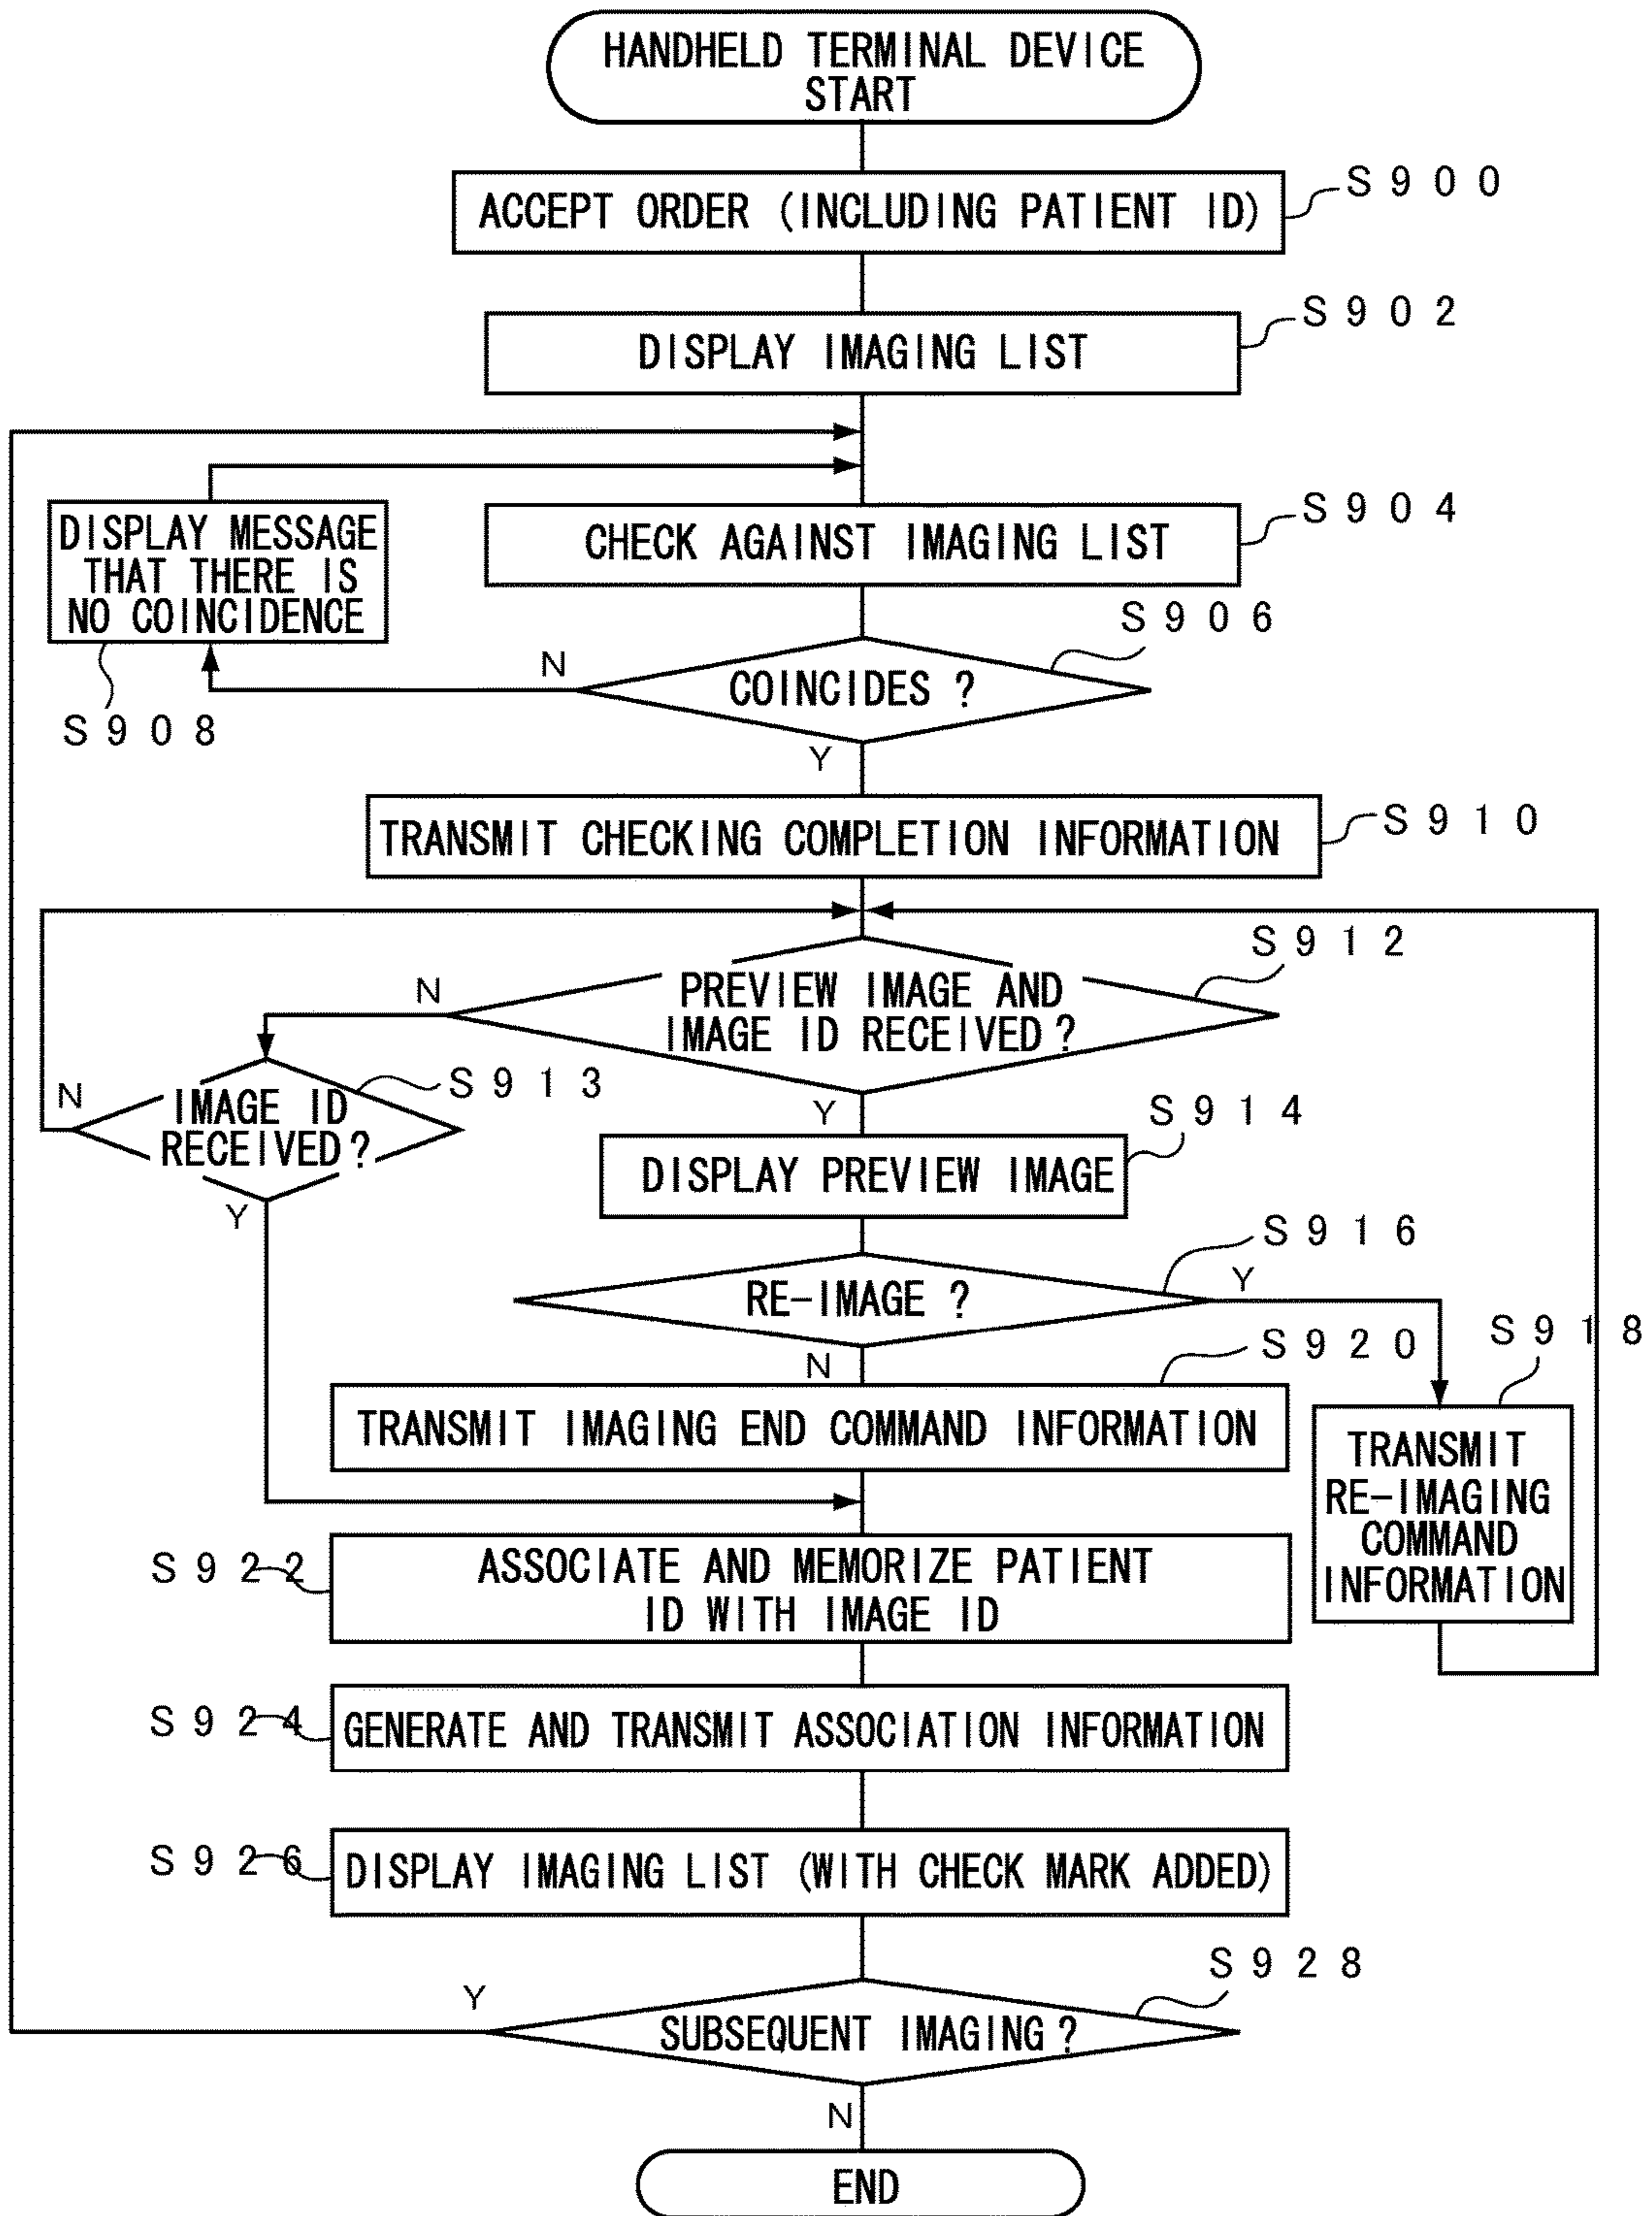 HANDHELD TERMINAL DEVICE
START
ACCEPT ORDER (INCLUDING PATIENT ID)
S900
DISPLAY IMAGING LIST
S902
DISPLAY MESSAGE
THAT THERE IS
NO COINCIDENCE
S908
CHECK AGAINST IMAGING LIST
S904
S906
N
COINCIDES ?
Y
TRANSMIT CHECKING COMPLETION INFORMATION
S910
S912
N
PREVIEW IMAGE AND
IMAGE ID RECEIVED ?
Y
S913
N
IMAGE ID
RECEIVED ?
Y
S914
DISPLAY PREVIEW IMAGE
S916
RE-IMAGE ?
Y
N
S918
TRANSMIT
RE-IMAGING
COMMAND
INFORMATION
S920
TRANSMIT IMAGING END COMMAND INFORMATION
S922
ASSOCIATE AND MEMORIZE PATIENT
ID WITH IMAGE ID
S924
GENERATE AND TRANSMIT ASSOCIATION INFORMATION
S926
DISPLAY IMAGING LIST (WITH CHECK MARK ADDED)
S928
Y
SUBSEQUENT IMAGING ?
N
END